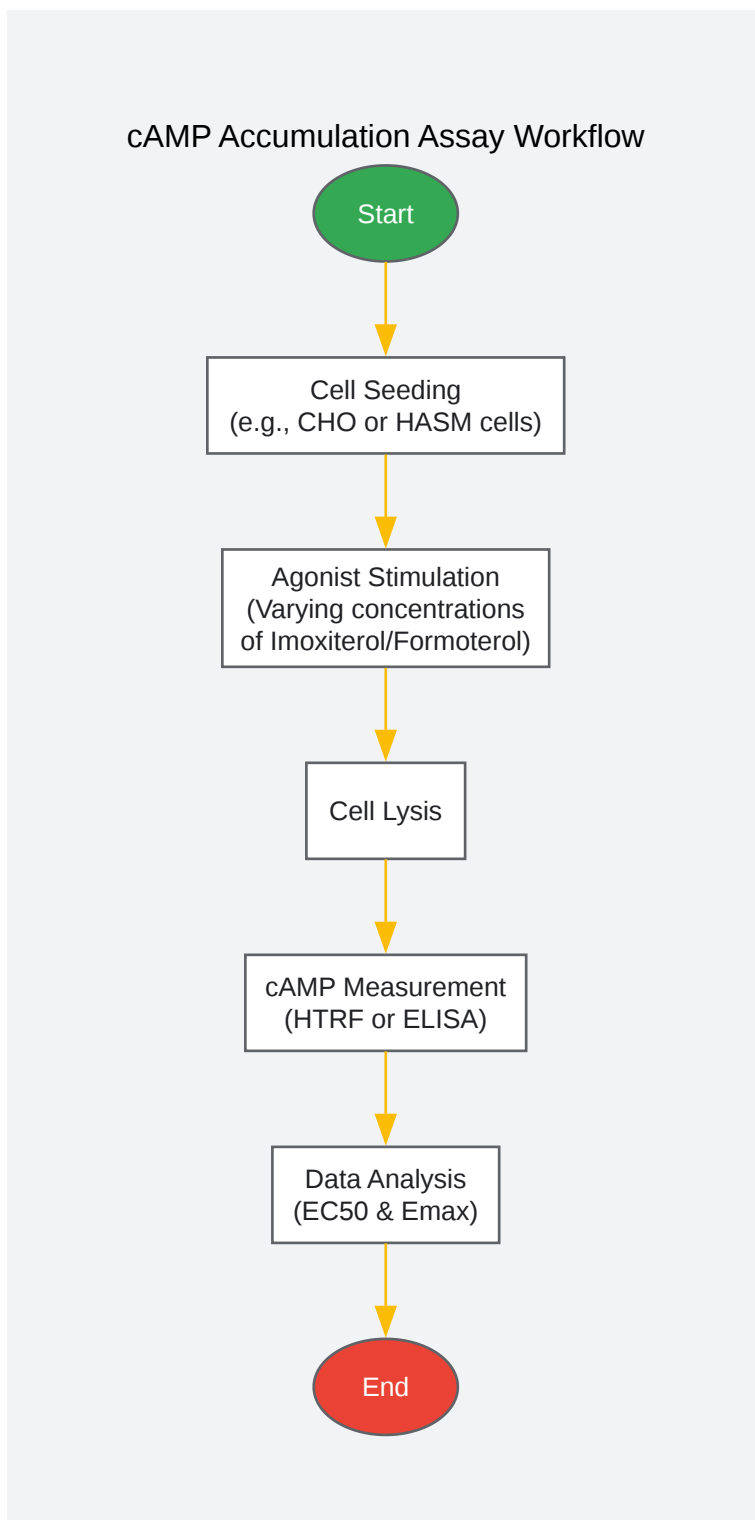 cAMP Accumulation Assay Workflow
Start
Cell Seeding
(e.g., CHO or HASM cells)
Agonist Stimulation
(Varying concentrations
of Imoxiterol/Formoterol)
Cell Lysis
cAMP Measurement
(HTRF or ELISA)
Data Analysis
(EC50 & Emax)
End